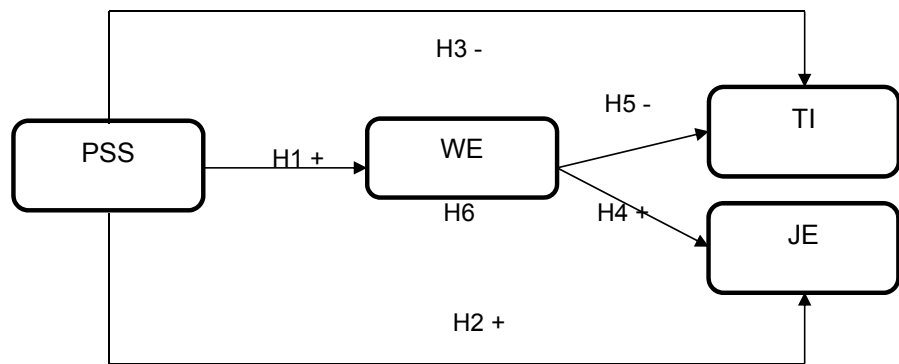 H3 -
H5 -
TI
PSS
H1 +
WE
H6
H4 +
JE
H2 +